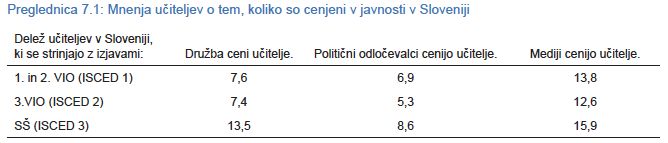 Preglednica 7.1: Mnenja učiteljev o tem, koliko so cenjeni v javnosti v Sloveniji
Delež učiteljev v Sloveniji,
ki se strinjajo z izjavami: Družba ceni učitelje. Politični odločevalci cenijo učitelje. Mediji cenijo učitelje.
1. in 2. VIO (ISCED 1) 7,6 6,9 13,8
3.VIO (ISCED 2) 7,4 5,3 12,6
SŠ (ISCED 3) 13,5 8,6 15,9